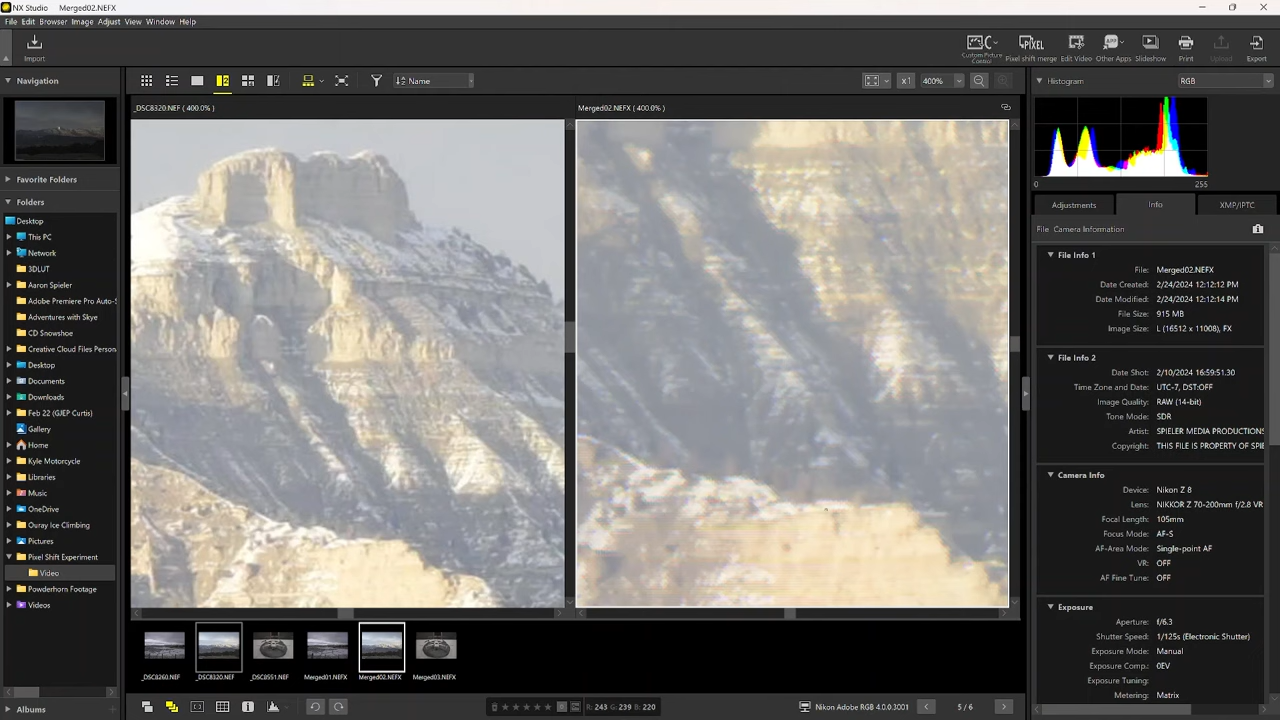 NX Studio Merged02.NEFX
File Edit Browser Image Adjust View Window Help
Import
Custom Picture Control
Pixel shift merge
Edit Video
Other Apps
Slideshow
Print
Upload
Export
Navigation
Name
x1
400%
Histogram
RGB
_DSC8320.NEF ( 400.0% )
Merged02.NEFX ( 400.0% )
0
255
Favorite Folders
Folders
Desktop
This PC
Network
3DLUT
Aaron Spieler
Adobe Premiere Pro Auto-S
Adventures with Skye
CD Snowshoe
Creative Cloud Files Person
Desktop
Documents
Downloads
Feb 22 (GJEP Curtis)
Gallery
Home
Kyle Motorcycle
Libraries
Music
OneDrive
Ouray Ice Climbing
Pictures
Pixel Shift Experiment
Video
Powderhorn Footage
Videos
Albums
Adjustments
Info
XMP/IPTC
File Camera Information
File Info 1
File: Merged02.NEFX
Date Created: 2/24/2024 12:12:12 PM
Date Modified: 2/24/2024 12:12:14 PM
File Size: 915 MB
Image Size: L (16512 x 11008), FX
File Info 2
Date Shot: 2/10/2024 16:59:51.30
Time Zone and Date: UTC-7, DST:OFF
Image Quality: RAW (14-bit)
Tone Mode: SDR
Artist: SPIELER MEDIA PRODUCTIONS
Copyright: THIS FILE IS PROPERTY OF SPIE
Camera Info
Device: Nikon Z 8
Lens: NIKKOR Z 70-200mm f/2.8 VR
Focal Length: 105mm
Focus Mode: AF-S
AF-Area Mode: Single-point AF
VR: OFF
AF Fine Tune: OFF
Exposure
Aperture: f/6.3
Shutter Speed: 1/125s (Electronic Shutter)
Exposure Mode: Manual
Exposure Comp.: 0EV
Exposure Tuning:
Metering: Matrix
_DSC8260.NEF
_DSC8320.NEF
_DSC8551.NEF
Merged01.NEFX
Merged02.NEFX
Merged03.NEFX
R: 243 G: 239 B: 220
Nikon Adobe RGB 4.0.0.3001
5 / 6